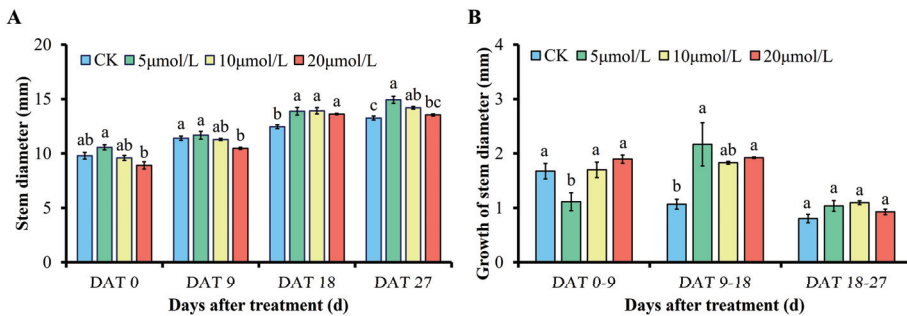 A
Stem diameter (mm)
20
15
10
5
0
CK 5μmol/L 10μmol/L 20μmol/L
ab a ab b
a a a b
b a a a
c a ab bc
DAT 0 DAT 9 DAT 18 DAT 27
Days after treatment (d)
B
Growth of stem diameter (mm)
4
3
2
1
0
CK 5μmol/L 10μmol/L 20μmol/L
a b a a
b a ab a
a a a a
DAT 0-9 DAT 9-18 DAT 18-27
Days after treatment (d)